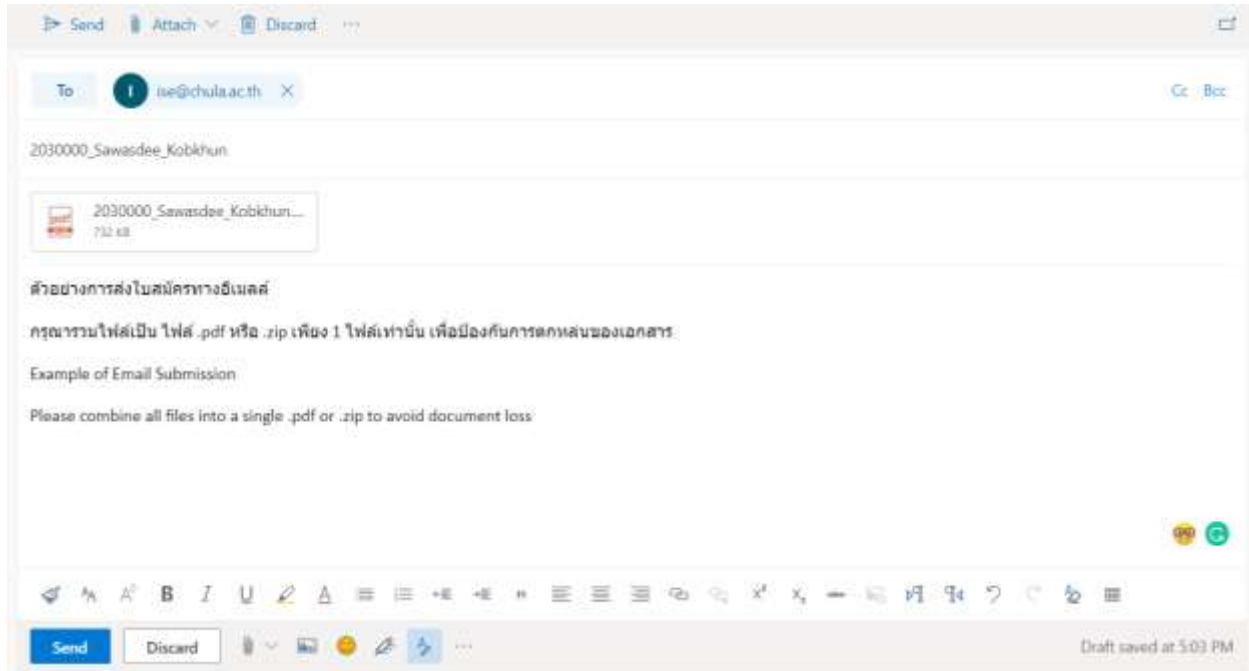 Send Attach Discard ...
To I ise@chula.ac.th Cc Bcc
2030000_Sawasdee_Kobkhun
2030000_Sawasdee_Kobkhun...
732 KB
ตัวอย่างการส่งใบสมัครทางอีเมลล์
กรุณารวมไฟล์เป็น ไฟล์ .pdf หรือ .zip เพียง 1 ไฟล์เท่านั้น เพื่อป้องกันการตกหล่นของเอกสาร
Example of Email Submission
Please combine all files into a single .pdf or .zip to avoid document loss
Send Discard ... Draft saved at 5:03 PM